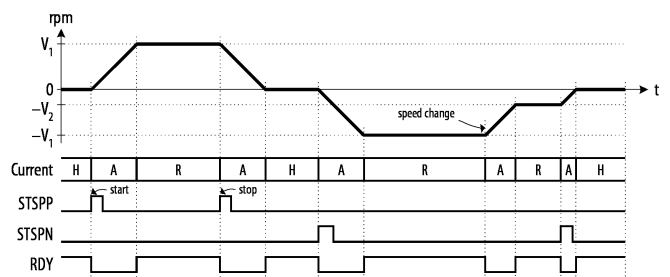 rpm
V1
0
t
–V2
speed change
–V1
Current H A R A H A R A R A H
STSPP start stop
STSPN
RDY